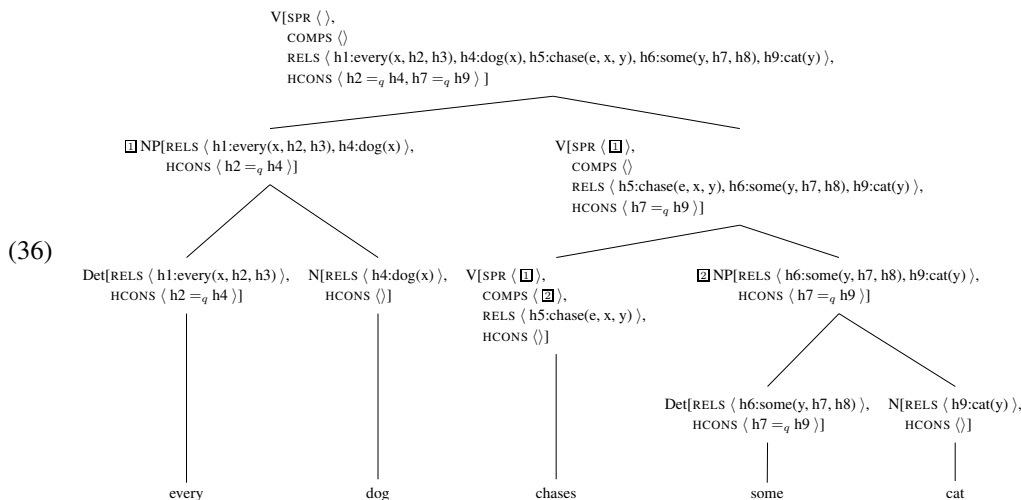 V[SPR ⟨ ⟩,
COMPS ⟨⟩
RELS ⟨ h1:every(x, h2, h3), h4:dog(x), h5:chase(e, x, y), h6:some(y, h7, h8), h9:cat(y) ⟩,
HCONS ⟨ h2 =q h4, h7 =q h9 ⟩ ]
1 NP[RELS ⟨ h1:every(x, h2, h3), h4:dog(x) ⟩,
HCONS ⟨ h2 =q h4 ⟩]
V[SPR ⟨ 1 ⟩,
COMPS ⟨⟩
RELS ⟨ h5:chase(e, x, y), h6:some(y, h7, h8), h9:cat(y) ⟩,
HCONS ⟨ h7 =q h9 ⟩]
(36)
Det[RELS ⟨ h1:every(x, h2, h3) ⟩,
HCONS ⟨ h2 =q h4 ⟩]
N[RELS ⟨ h4:dog(x) ⟩,
HCONS ⟨⟩]
V[SPR ⟨ 1 ⟩,
COMPS ⟨ 2 ⟩,
RELS ⟨ h5:chase(e, x, y) ⟩,
HCONS ⟨⟩]
2 NP[RELS ⟨ h6:some(y, h7, h8), h9:cat(y) ⟩,
HCONS ⟨ h7 =q h9 ⟩]
Det[RELS ⟨ h6:some(y, h7, h8) ⟩,
HCONS ⟨ h7 =q h9 ⟩]
N[RELS ⟨ h9:cat(y) ⟩,
HCONS ⟨⟩]
every dog chases some cat